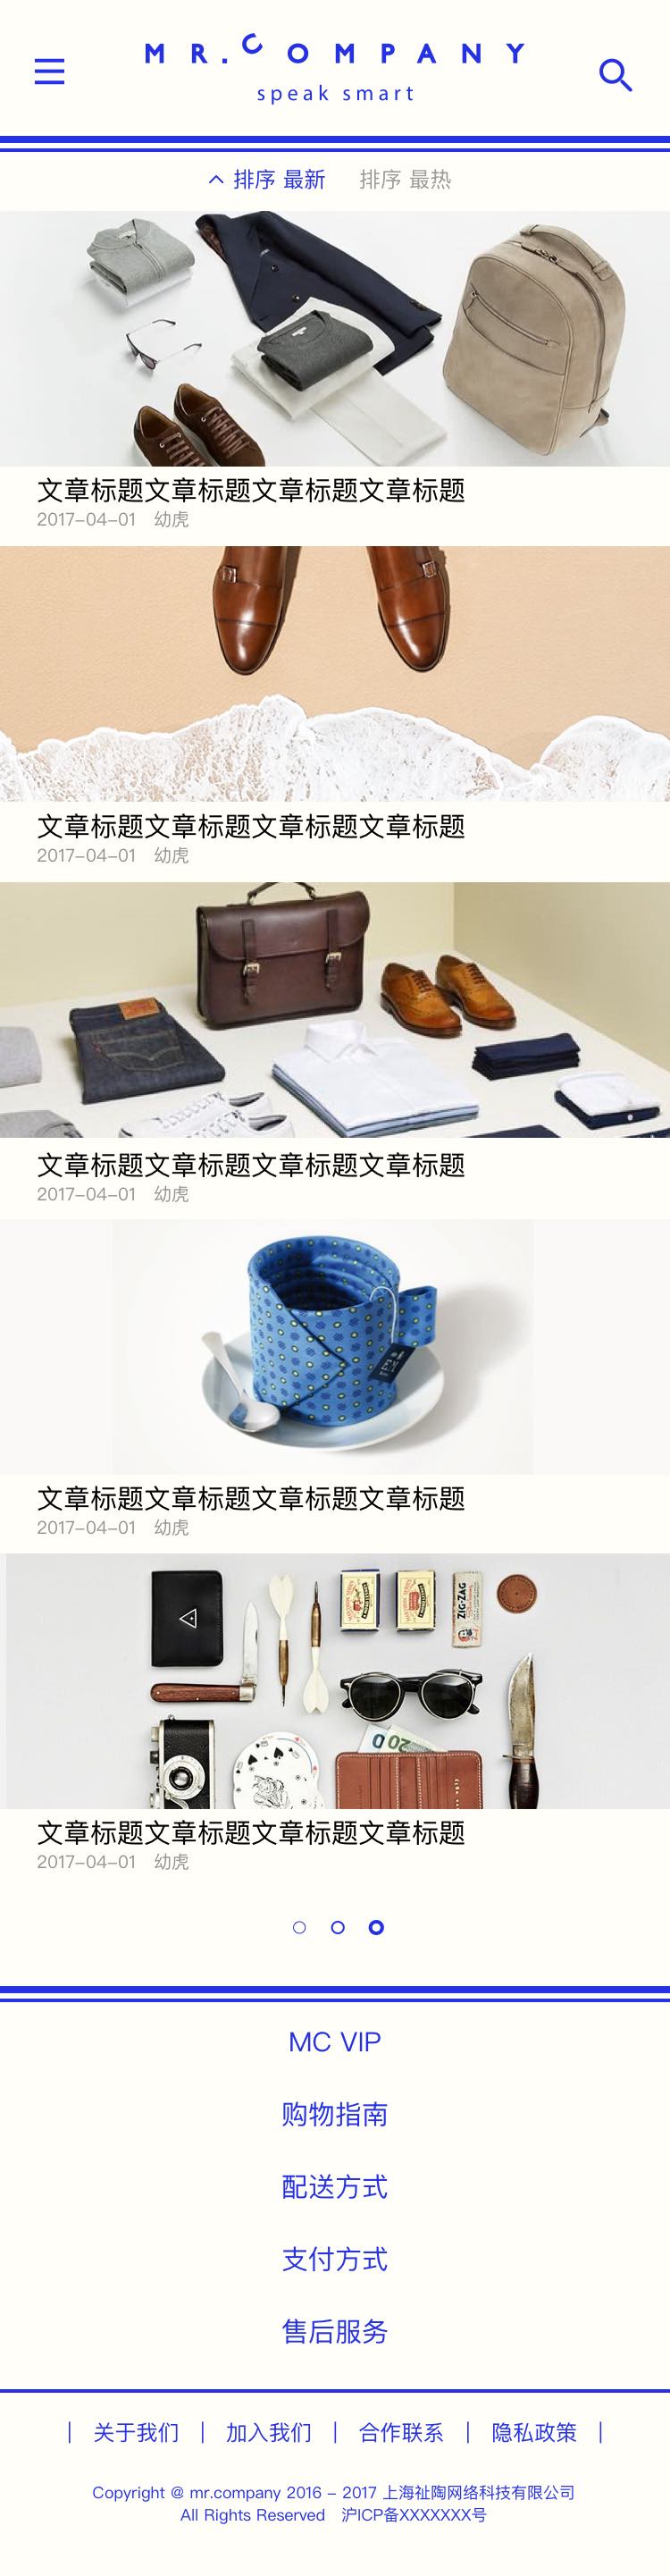 MR.COMPANY
speak smart
排序 最新 排序 最热
文章标题文章标题文章标题文章标题
2017-04-01 幼虎
文章标题文章标题文章标题文章标题
2017-04-01 幼虎
文章标题文章标题文章标题文章标题
2017-04-01 幼虎
文章标题文章标题文章标题文章标题
2017-04-01 幼虎
ZIG-ZAG
20
文章标题文章标题文章标题文章标题
2017-04-01 幼虎
MC VIP
购物指南
配送方式
支付方式
售后服务
| 关于我们 | 加入我们 | 合作联系 | 隐私政策 |
Copyright @ mr.company 2016 - 2017 上海祉陶网络科技有限公司
All Rights Reserved 沪ICP备XXXXXXX号